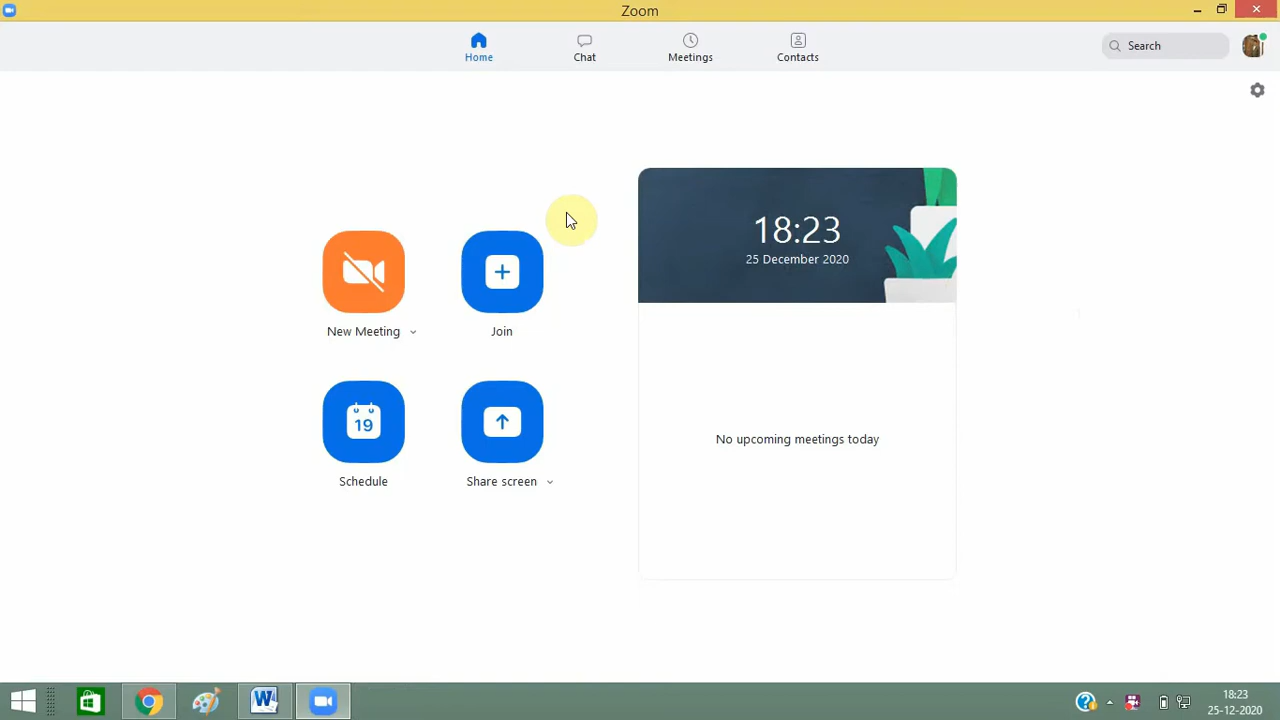 Zoom
Home
Chat
Meetings
Contacts
Search
18:23
25 December 2020
New Meeting
Join
19
Schedule
Share screen
No upcoming meetings today
18:23
25-12-2020